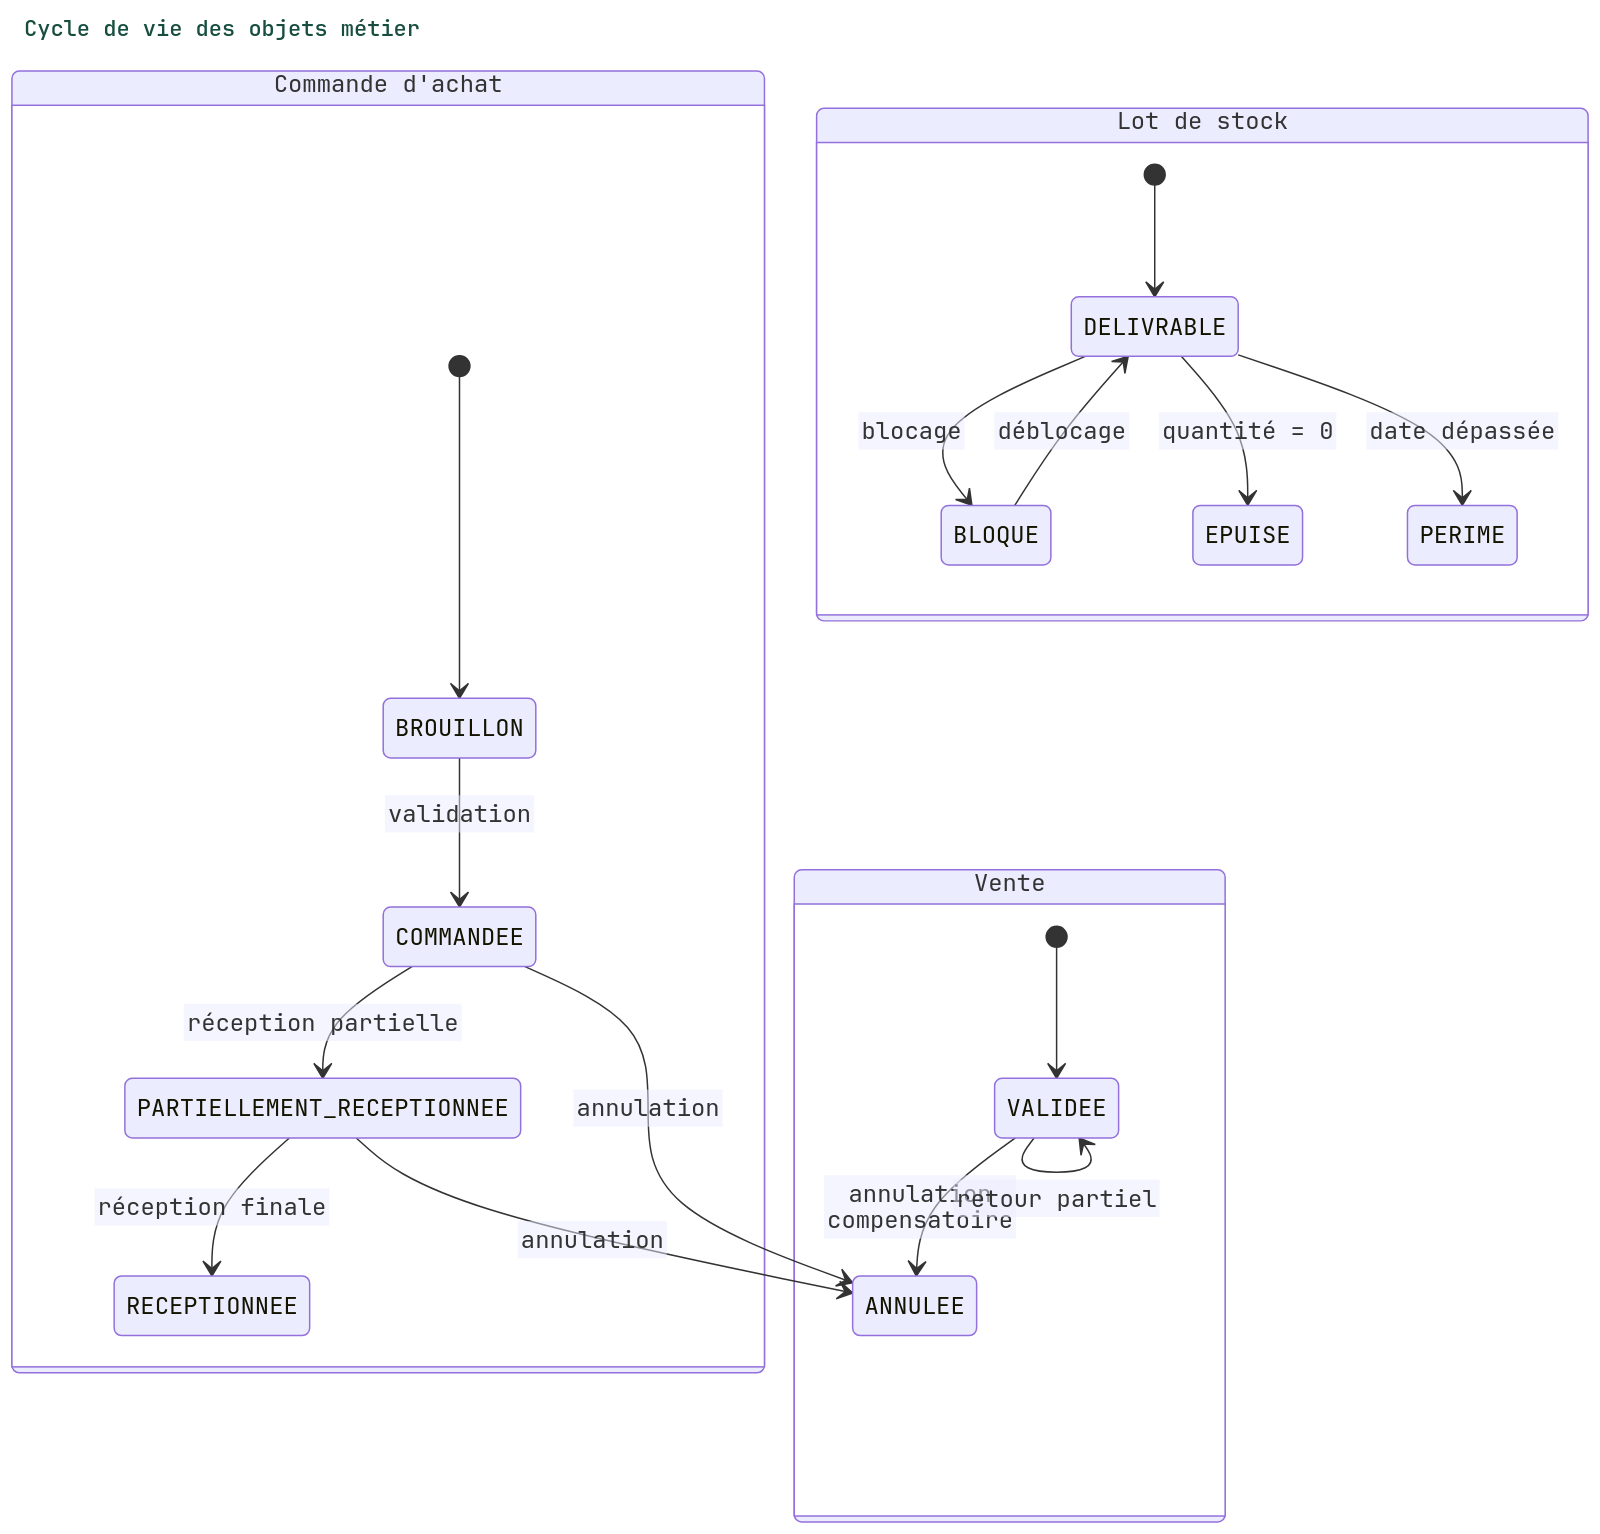 Cycle de vie des objets métier
Commande d'achat
BROUILLON
validation
COMMANDEE
réception partielle
annulation
PARTIELLEMENT_RECEPTIONNEE
réception finale
annulation
RECEPTIONNEE
Lot de stock
DELIVRABLE
blocage
déblocage
quantité = 0
date dépassée
BLOQUE
EPUISE
PERIME
Vente
VALIDEE
annulation
compensatoire
retour partiel
ANNULEE